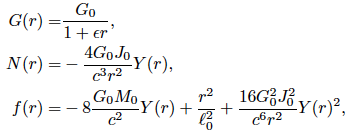 G(r) = \frac{G_0}{1 + \epsilon r},
N(r) = - \frac{4G_0 J_0}{c^3 r^2} Y(r),
f(r) = - 8 \frac{G_0 M_0}{c^2} Y(r) + \frac{r^2}{\ell_0^2} + \frac{16 G_0^2 J_0^2}{c^6 r^2} Y(r)^2,